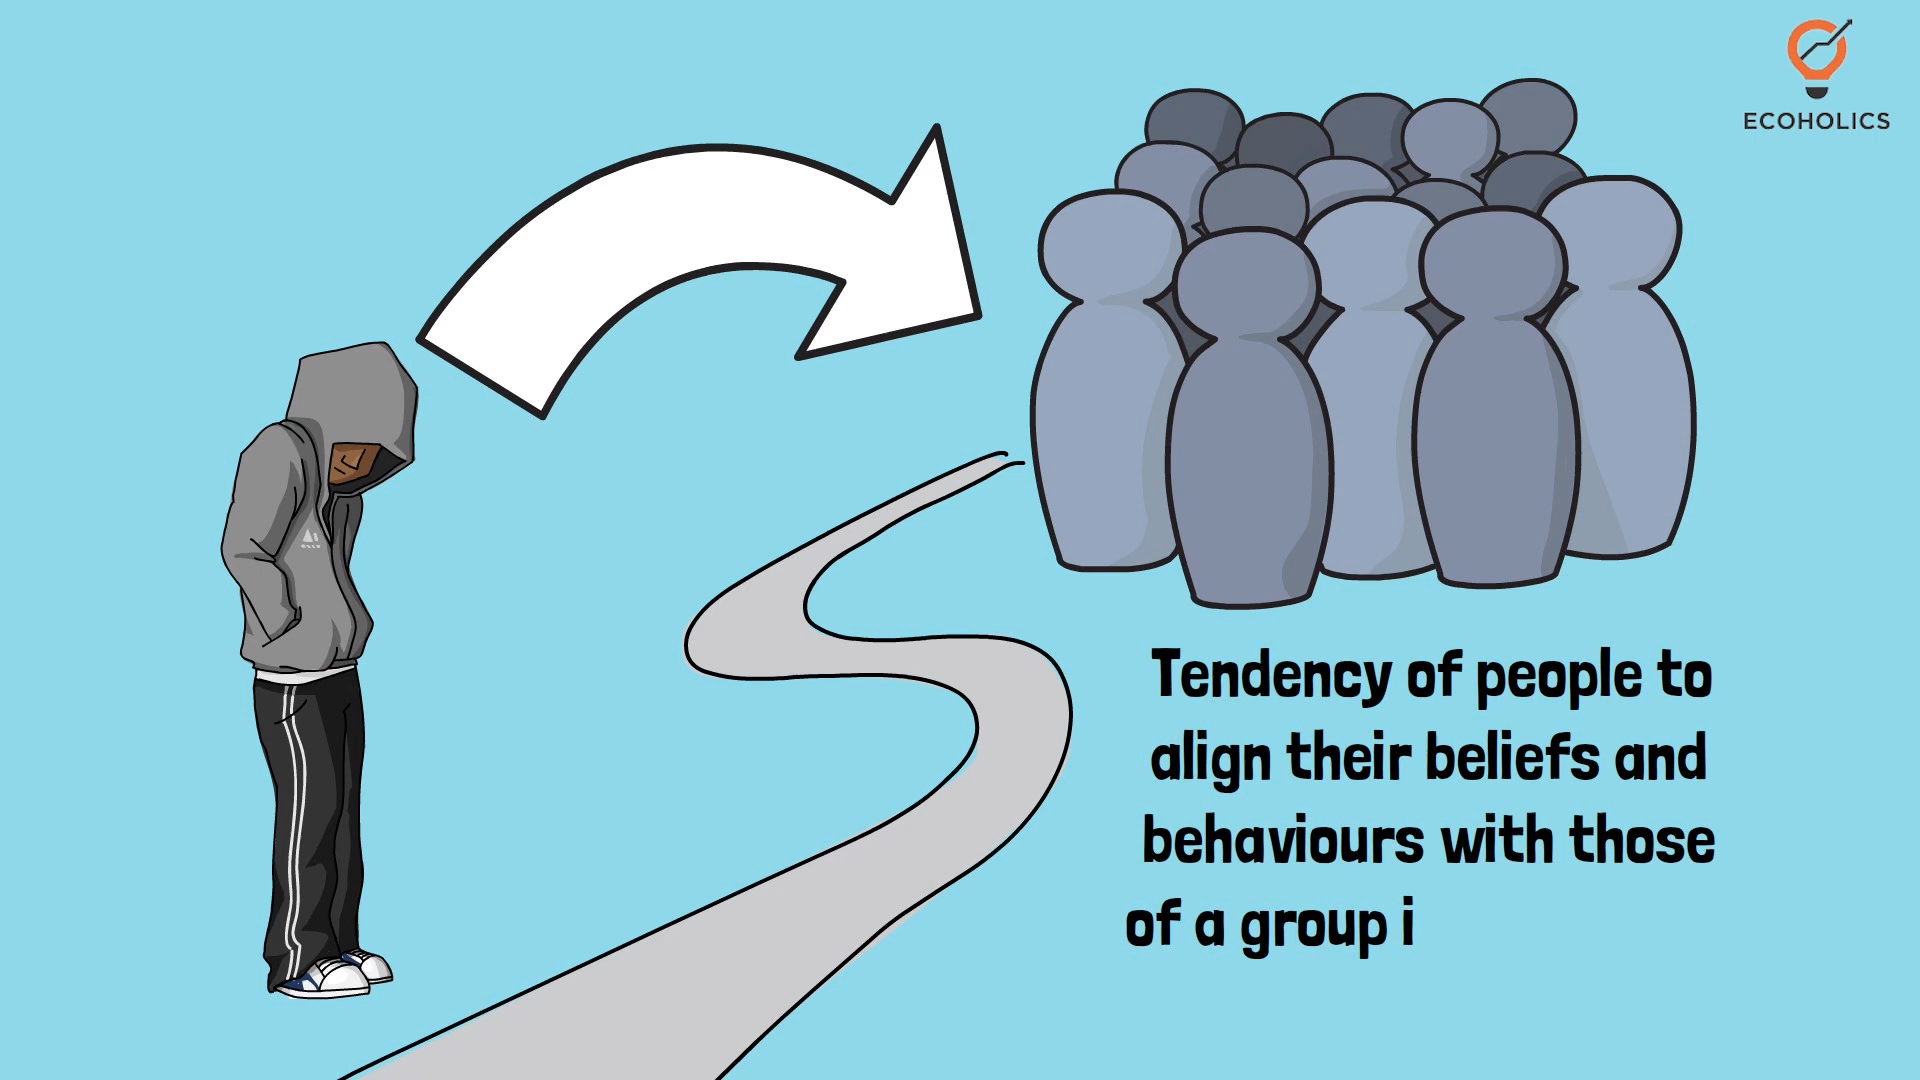 ECOHOLICS
Tendency of people to
align their beliefs and
behaviours with those
of a group i